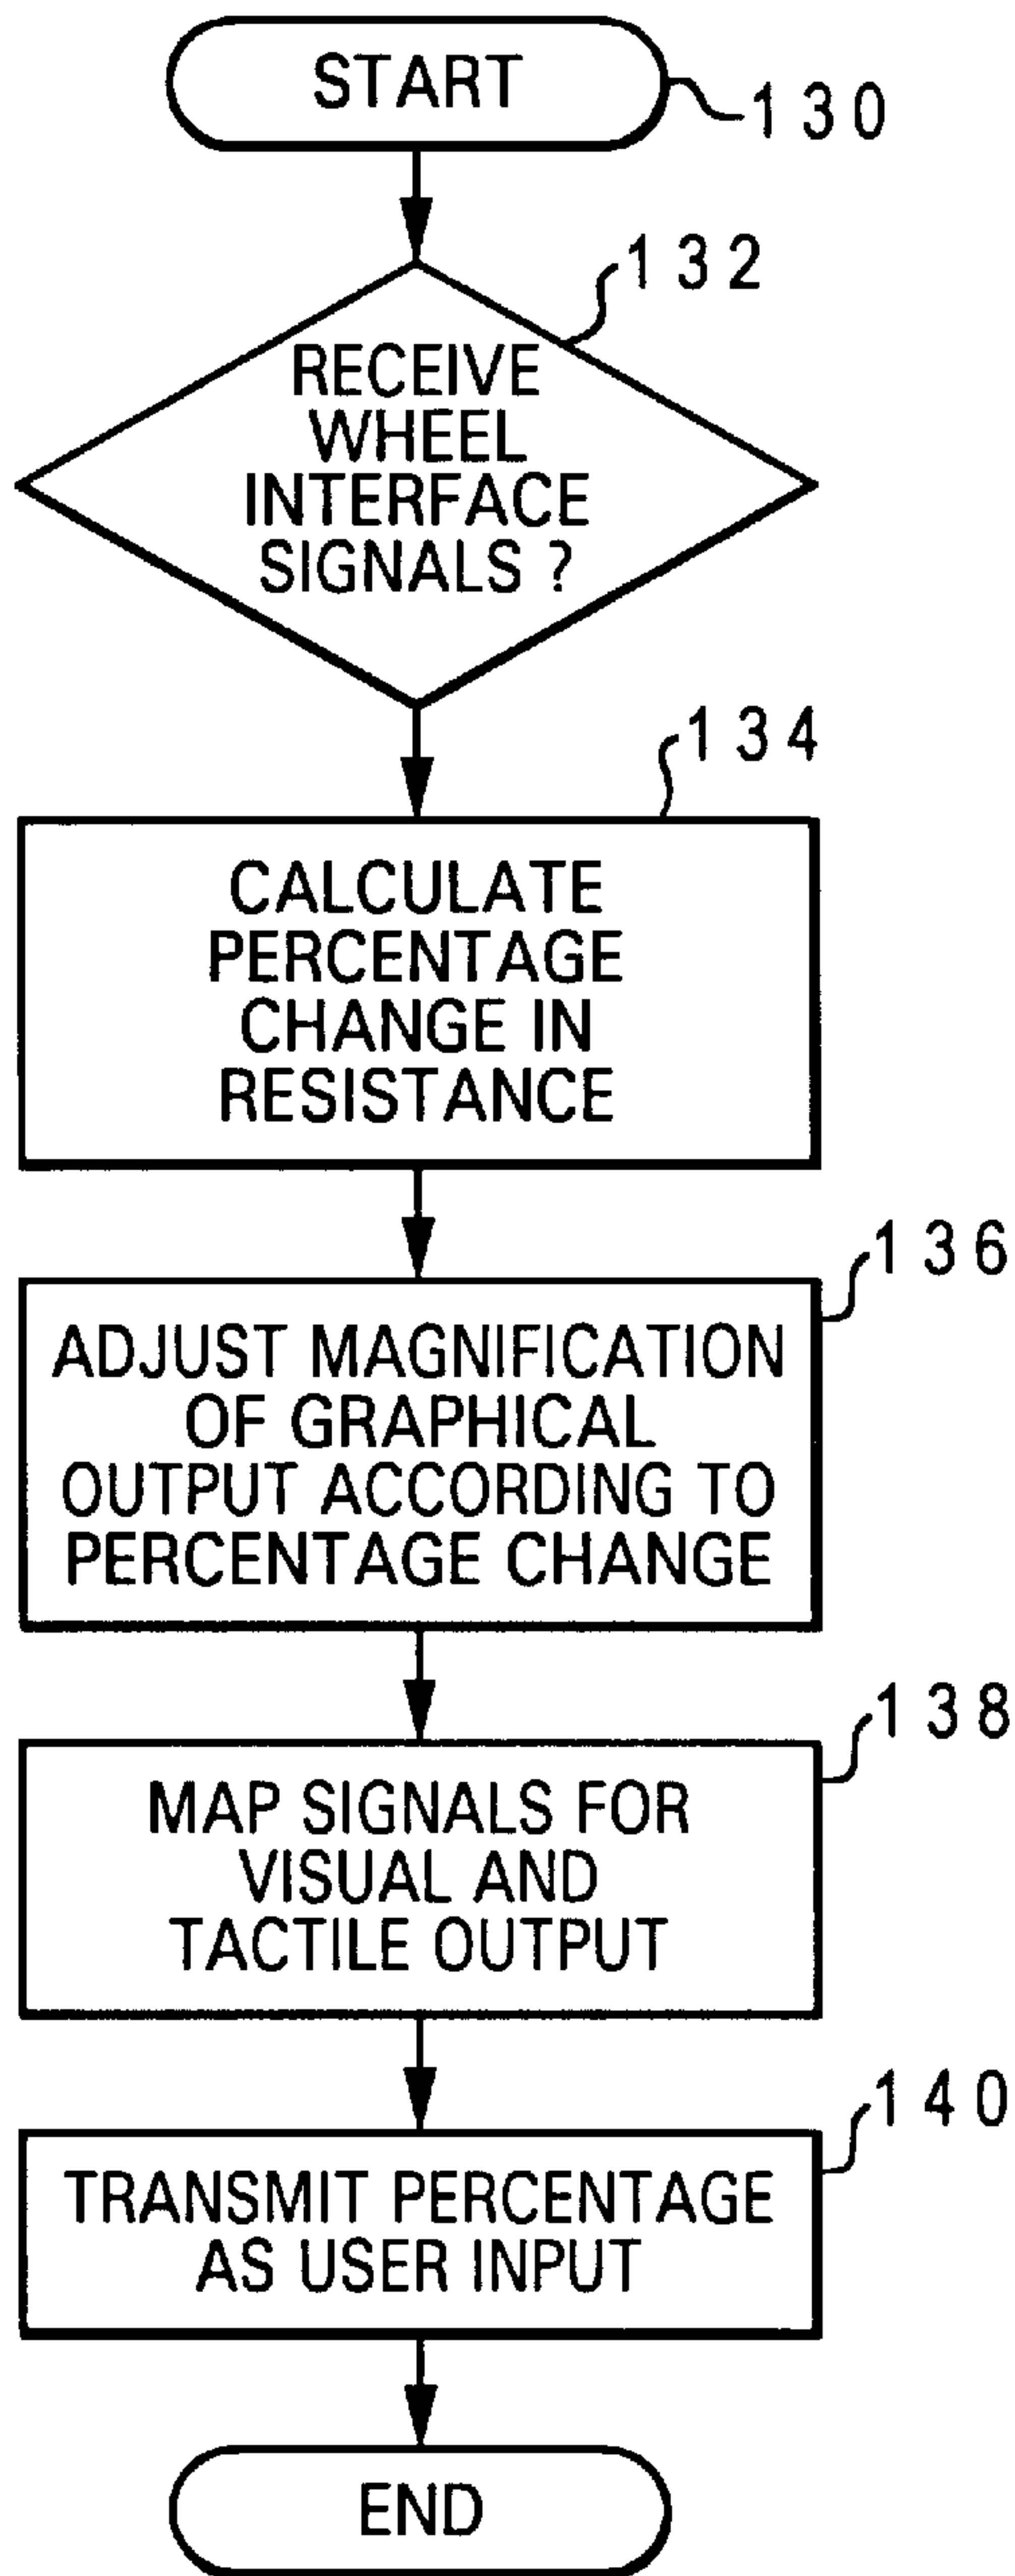 START
130
132
RECEIVE
WHEEL
INTERFACE
SIGNALS ?
134
CALCULATE
PERCENTAGE
CHANGE IN
RESISTANCE
136
ADJUST MAGNIFICATION
OF GRAPHICAL
OUTPUT ACCORDING TO
PERCENTAGE CHANGE
138
MAP SIGNALS FOR
VISUAL AND
TACTILE OUTPUT
140
TRANSMIT PERCENTAGE
AS USER INPUT
END